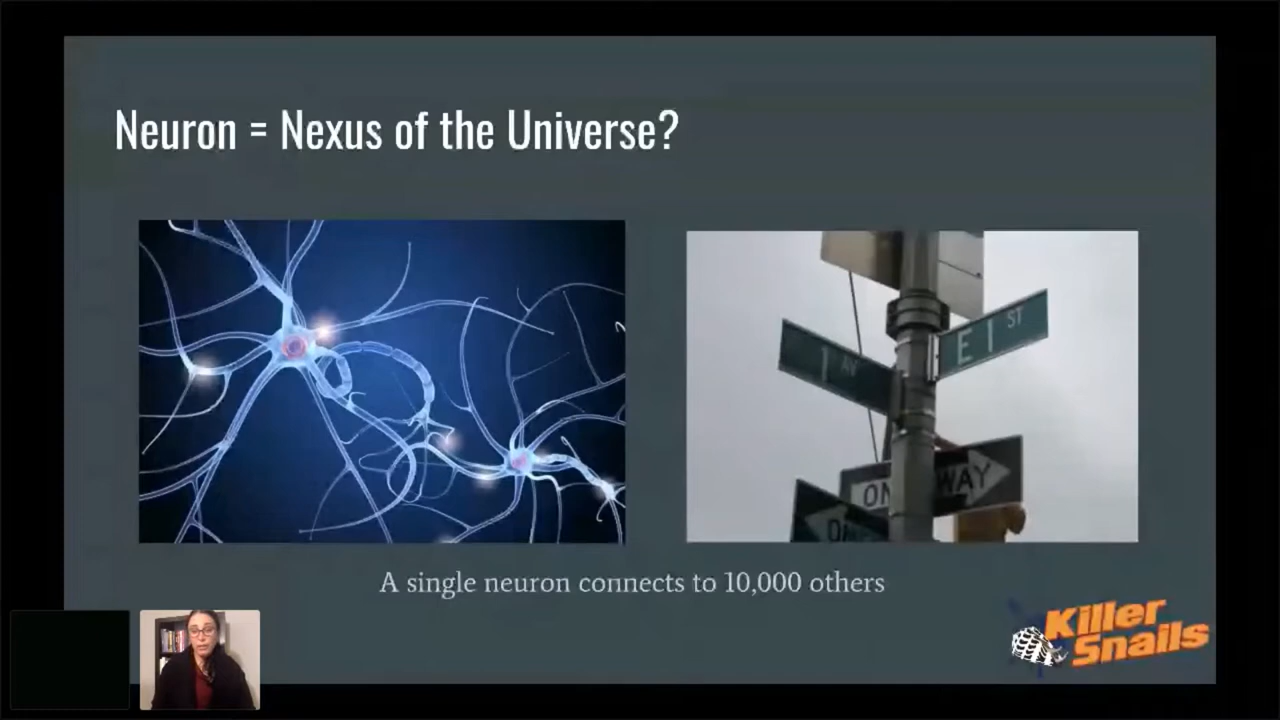 Neuron = Nexus of the Universe?
1 AV
E 1 ST
ON WAY
A single neuron connects to 10,000 others
Killer
Snails